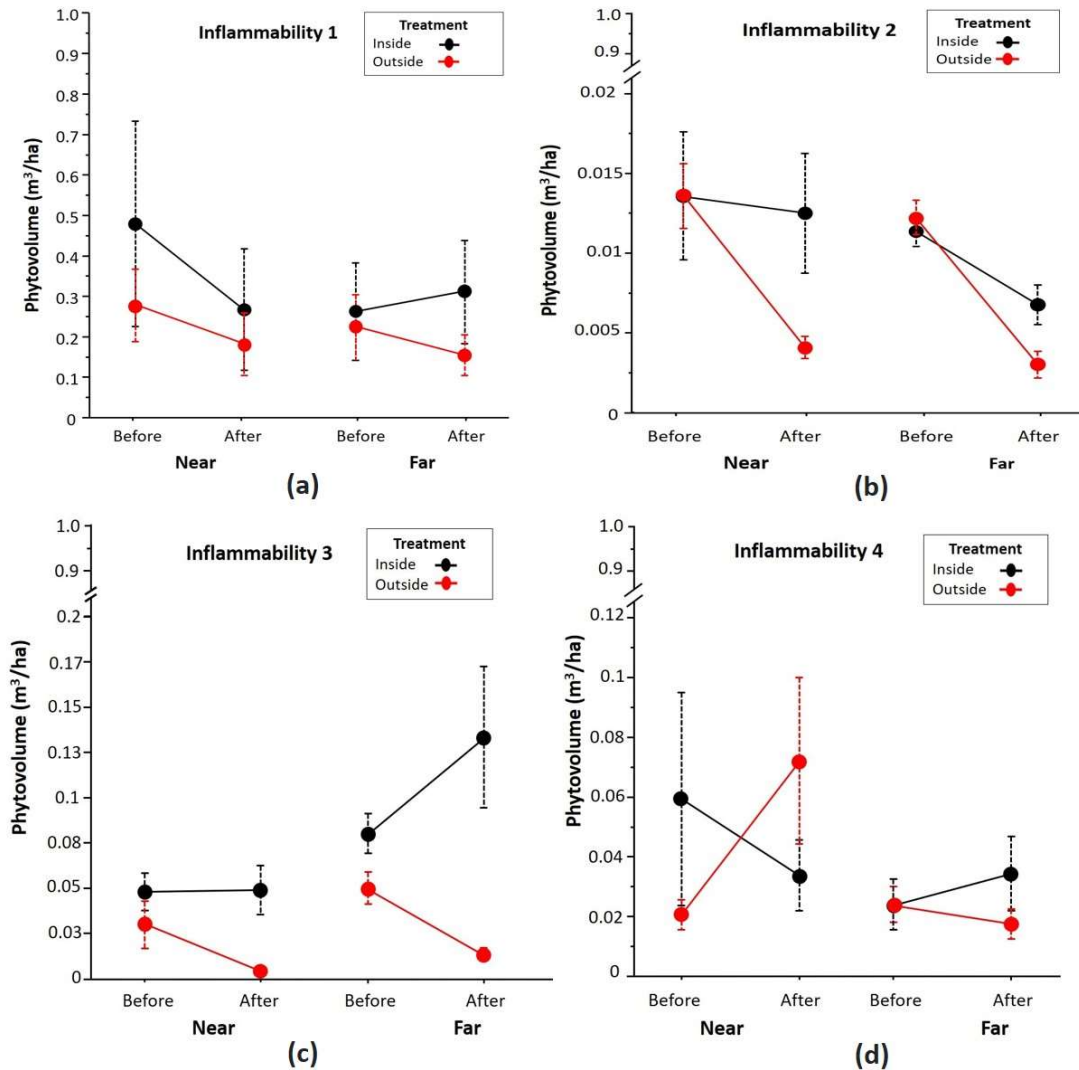 Inflammability 1
Treatment
Inside
Outside
Phytovolume (m³/ha)
1.0
0.9
0.8
0.7
0.6
0.5
0.4
0.3
0.2
0.1
0
Before After Before After
Near Far
(a)
Inflammability 2
Treatment
Inside
Outside
Phytovolume (m³/ha)
1.0
0.9
0.02
0.015
0.01
0.005
0
Before After Before After
Near Far
(b)
Inflammability 3
Treatment
Inside
Outside
Phytovolume (m³/ha)
1.0
0.9
0.2
0.17
0.15
0.13
0.1
0.08
0.05
0.03
0
Before After Before After
Near Far
(c)
Inflammability 4
Treatment
Inside
Outside
Phytovolume (m³/ha)
1.0
0.9
0.12
0.1
0.08
0.06
0.04
0.02
0
Before After Before After
Near Far
(d)